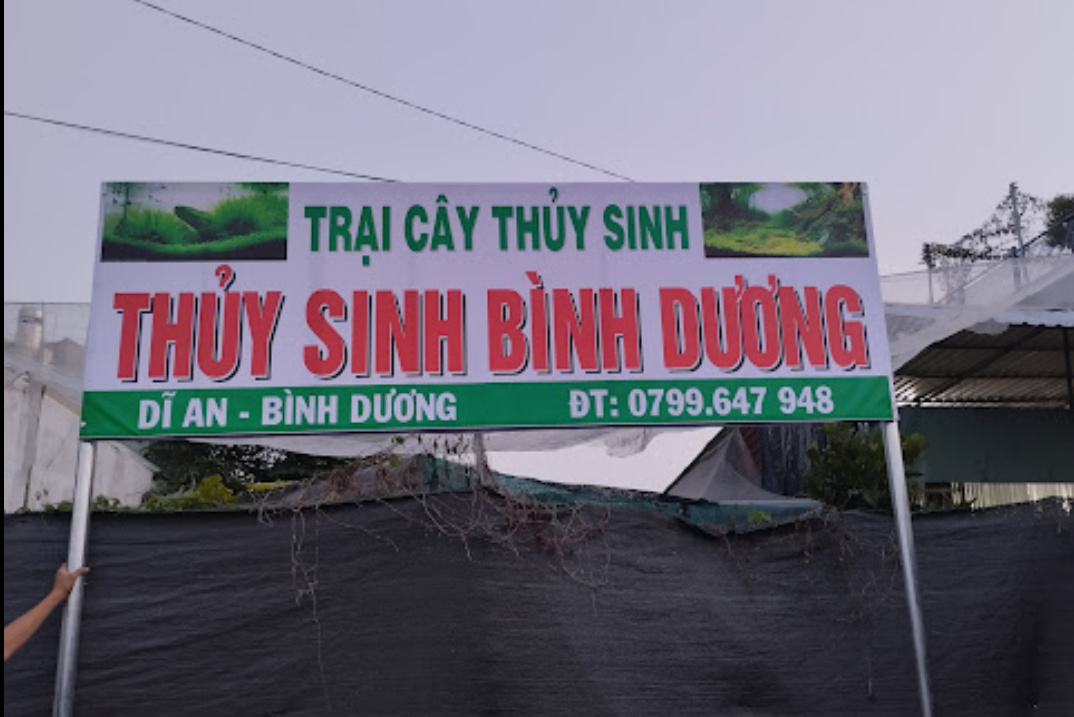 TRẠI CÂY THỦY SINH
THỦY SINH BÌNH DƯƠNG
DĨ AN - BÌNH DƯƠNG ĐT: 0799.647 948